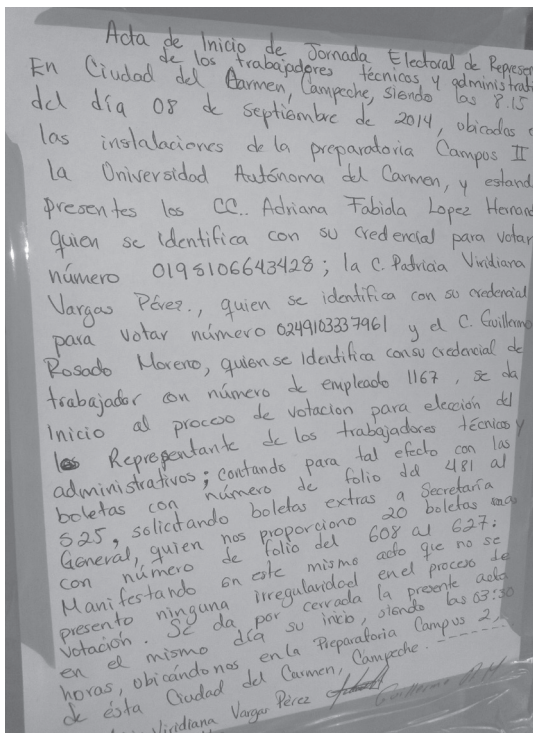 Acta de Inicio de Jornada Electoral de Represen
de los trabajadores técnicos y administrati
En Ciudad del Carmen, Campeche, siendo las 8.15
del día 08 de septiembre de 2014, obicados e
las instalaciones de la preparatoria Campus II
la Universidad Autónoma del Carmen, y estand
presentes los CC.. Adriana Fabiola Lopez Hernand
quien se identifica con su credencial para votar
número 0195106643428; la C. Patricia Viridiana
Vargas Pérez., quien se identifica con su credencial
para votar número 0249103337961 y el C. Guillermo
Rosado Moreno, quien se identifica con su credencial de
trabajador con número de empleado 1167, se da
Inicio al proceso de votacion para elección del
Representante de los trabajadores técnicos y
administrativos; contando para tal efecto con las
boletas con número de folio del 481 al
525, solicitando boletas extras a Secretaría
General, quien nos proporciono 20 boletas mas
con número de folio del 608 al 627:
Manifestando en este mismo acto que no se
presento ninguna irregularidad en el proceso de
votación. Se da por cerrada la presente acta
en el mismo día su inicio, siendo las 03:30
horas, obicándonos en la Preparatoria Campus 2,
de ésta Ciudad del Carmen, Campeche.------
Viridiana Vargas Pérez Guillermo